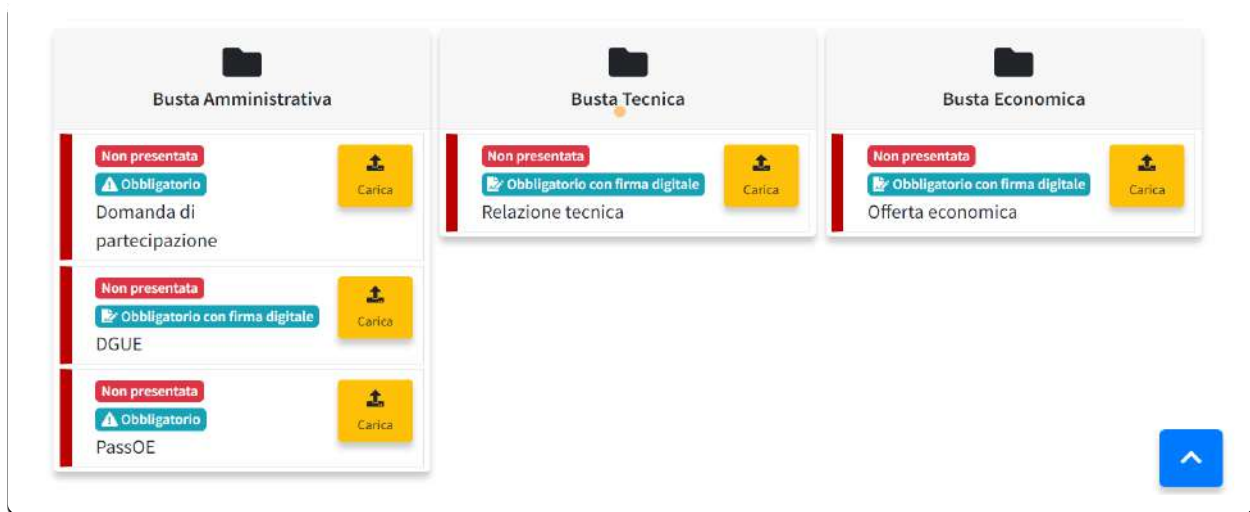 Busta Amministrativa
Non presentata
Obbligatorio
Carica
Domanda di
partecipazione
Non presentata
Obbligatorio con firma digitale
Carica
DGUE
Non presentata
Obbligatorio
Carica
PassOE
Busta Tecnica
Non presentata
Obbligatorio con firma digitale
Carica
Relazione tecnica
Busta Economica
Non presentata
Obbligatorio con firma digitale
Carica
Offerta economica